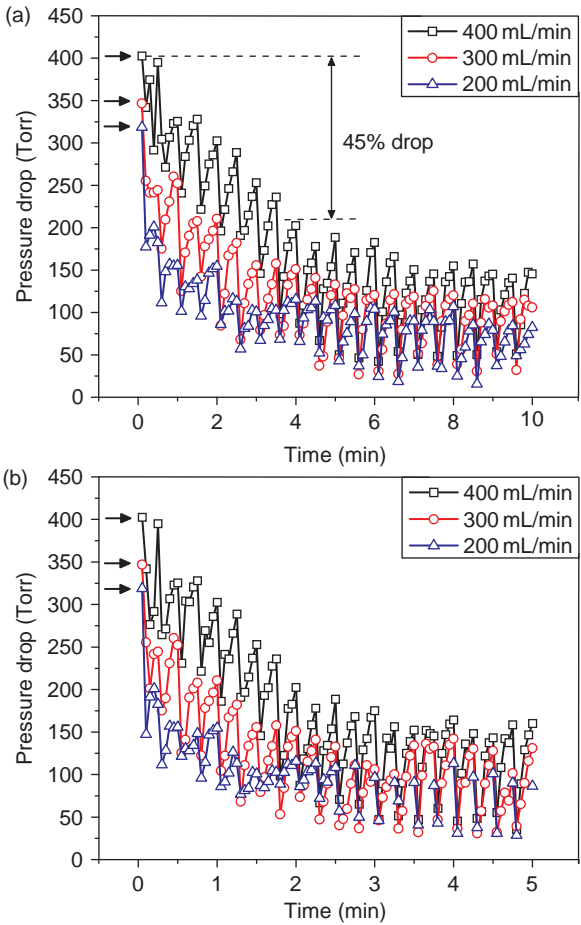 (a)
450
400
350
300
250
200
150
100
50
0
Pressure drop (Torr)
400 mL/min
300 mL/min
200 mL/min
45% drop
0 2 4 6 8 10
Time (min)
(b)
450
400
350
300
250
200
150
100
50
0
Pressure drop (Torr)
400 mL/min
300 mL/min
200 mL/min
0 1 2 3 4 5
Time (min)